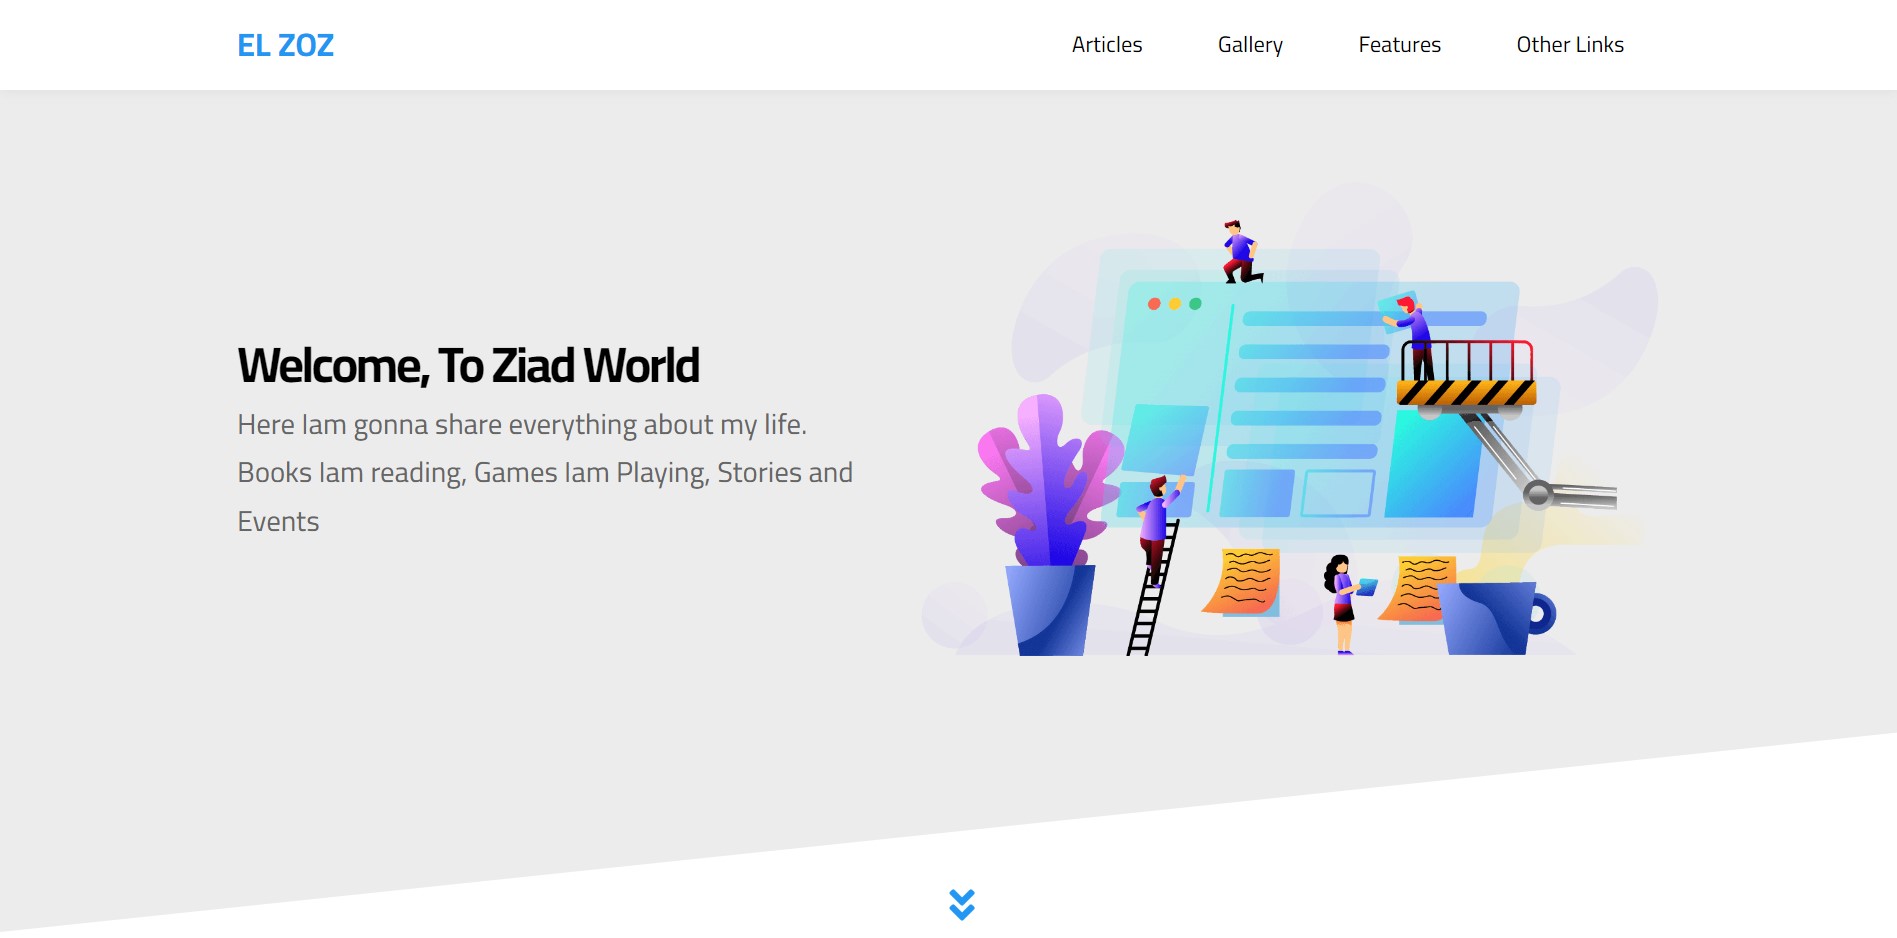 EL ZOZ
Articles Gallery Features Other Links
Welcome, To Ziad World
Here Iam gonna share everything about my life.
Books Iam reading, Games Iam Playing, Stories and
Events